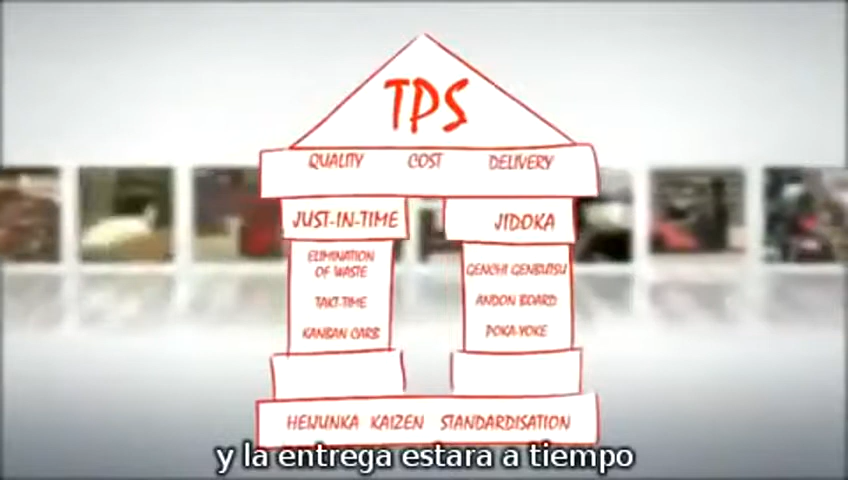 TPS
QUALITY COST DELIVERY
JUST-IN-TIME JIDOKA
ELIMINATION
OF WASTE
TAKT-TIME
KANBAN CARB
GENCHI GENBUTSU
ANDON BOARD
POKA-YOKE
HEIJUNKA KAIZEN STANDARDISATION
y la entrega estara a tiempo